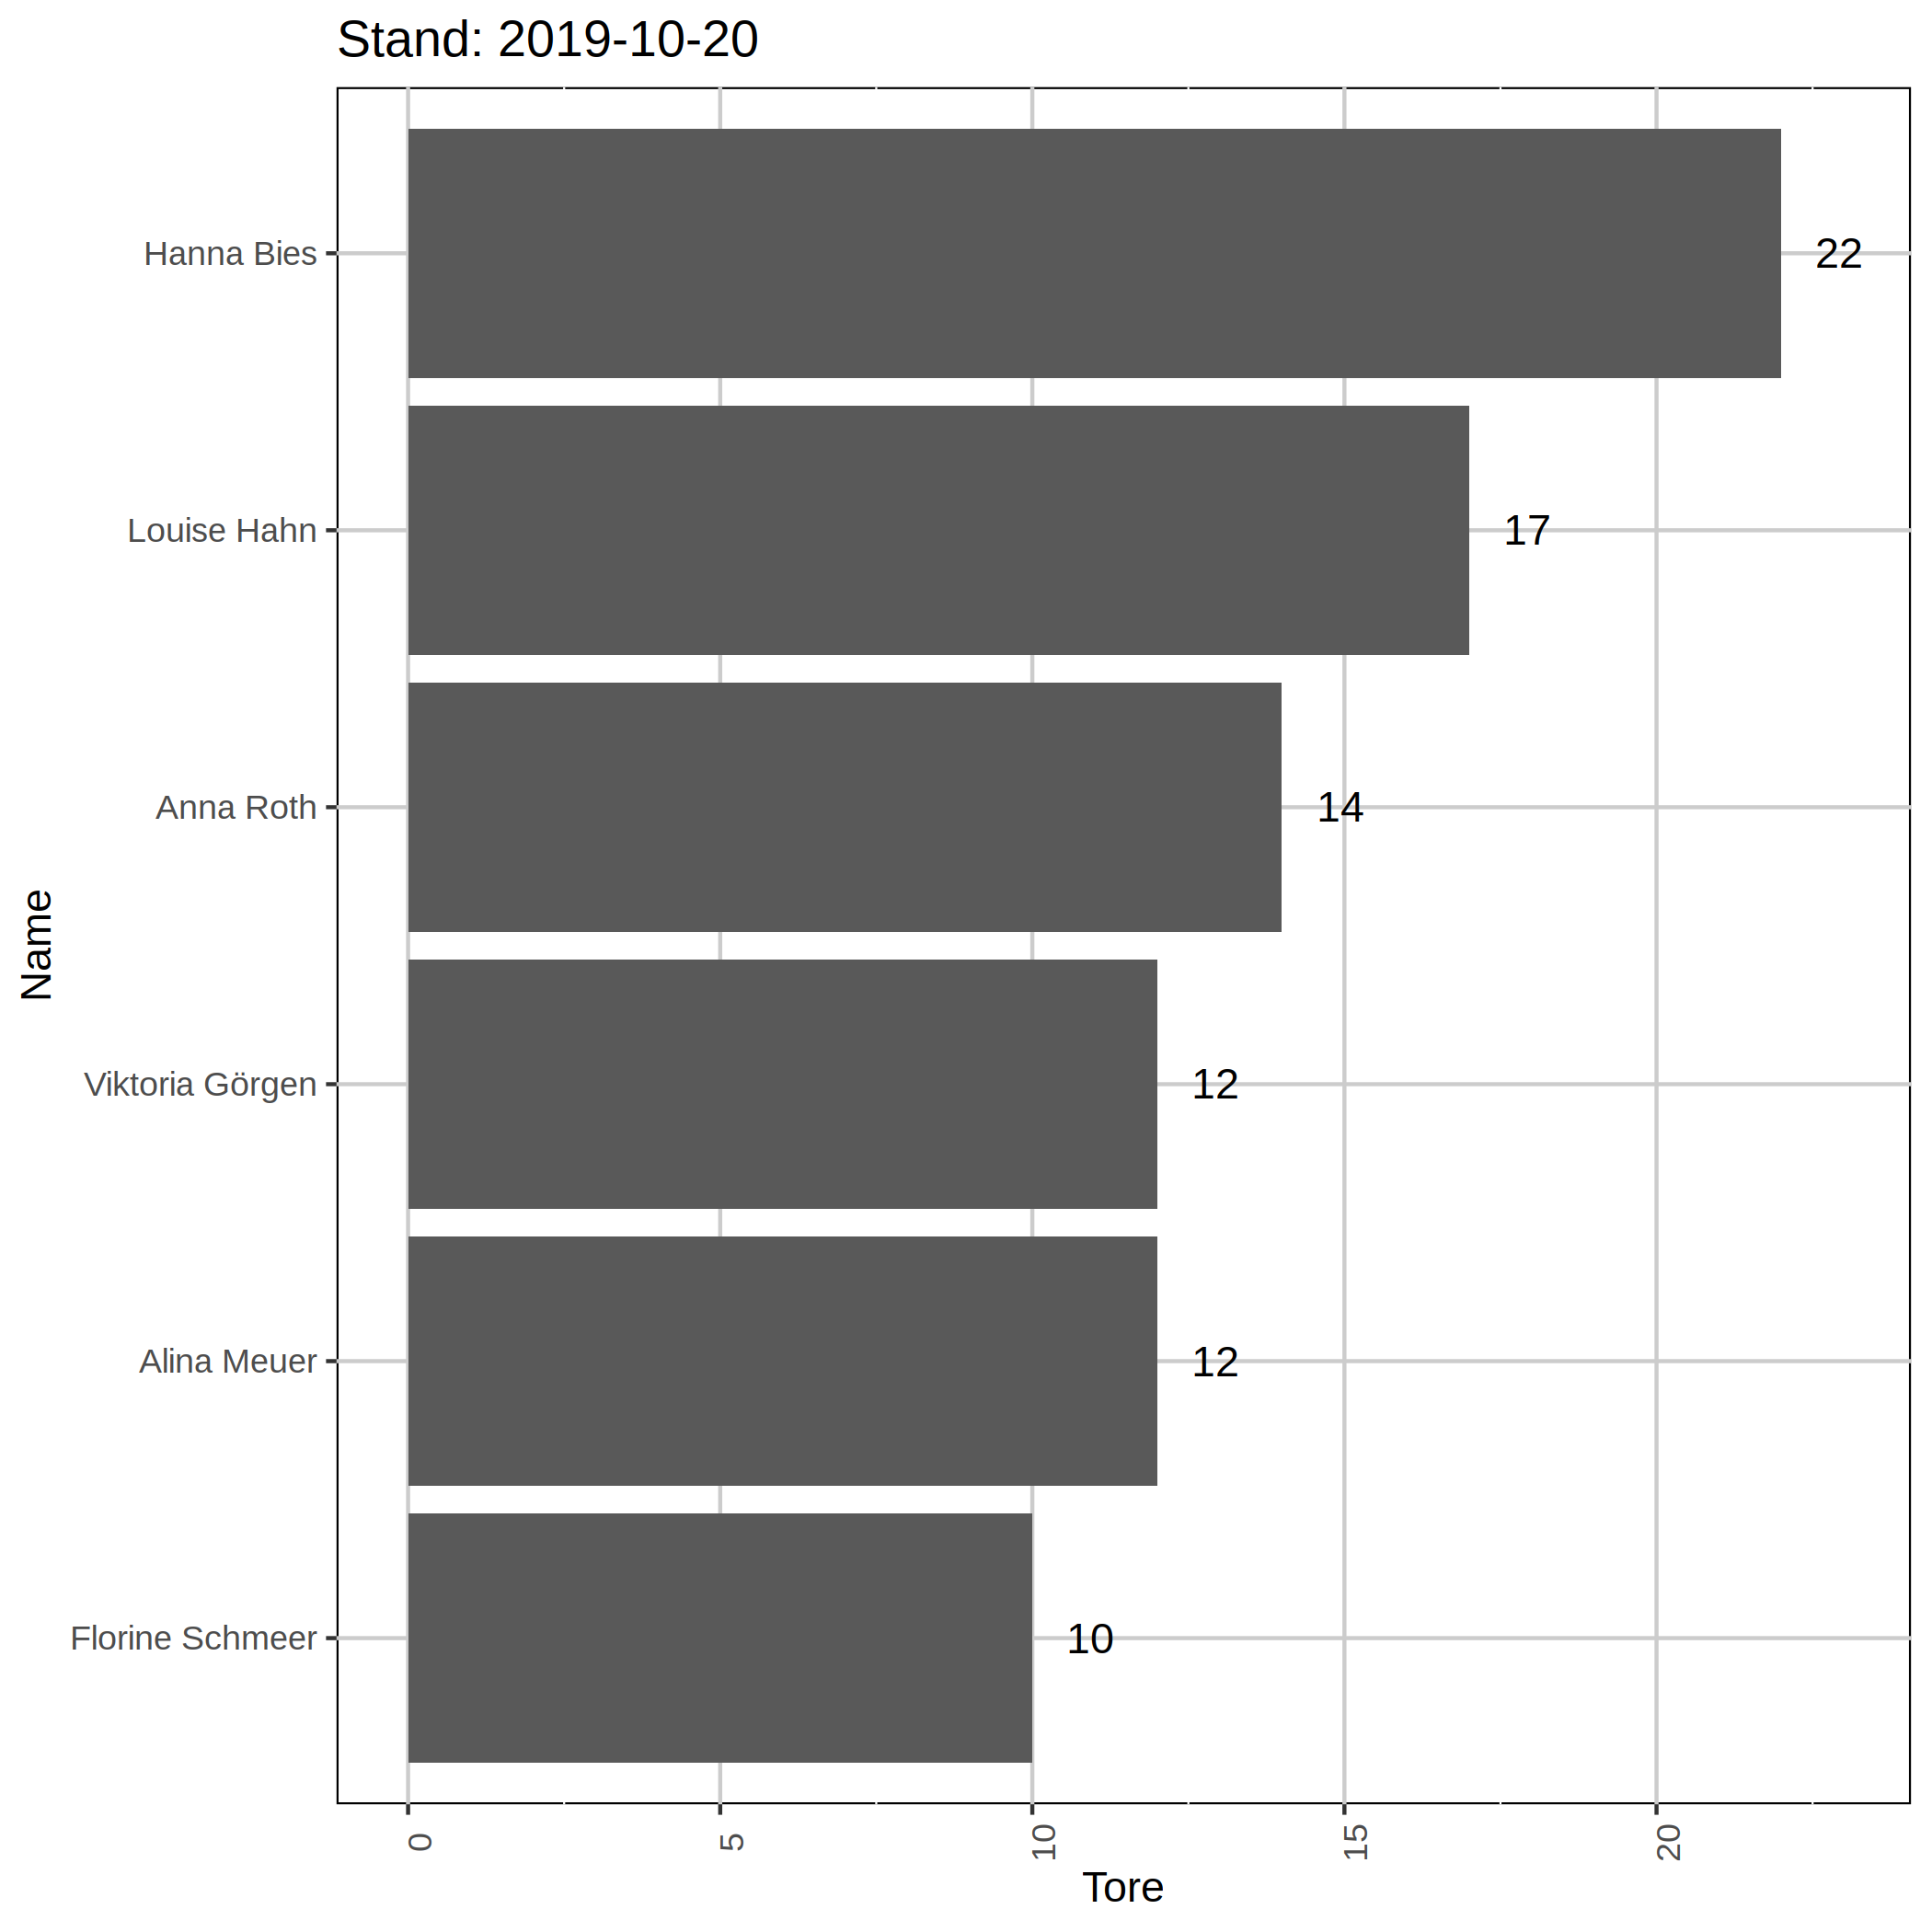 Stand: 2019-10-20
Name
Hanna Bies
22
Louise Hahn
17
Anna Roth
14
Viktoria Görgen
12
Alina Meuer
12
Florine Schmeer
10
0
5
10
15
20
Tore